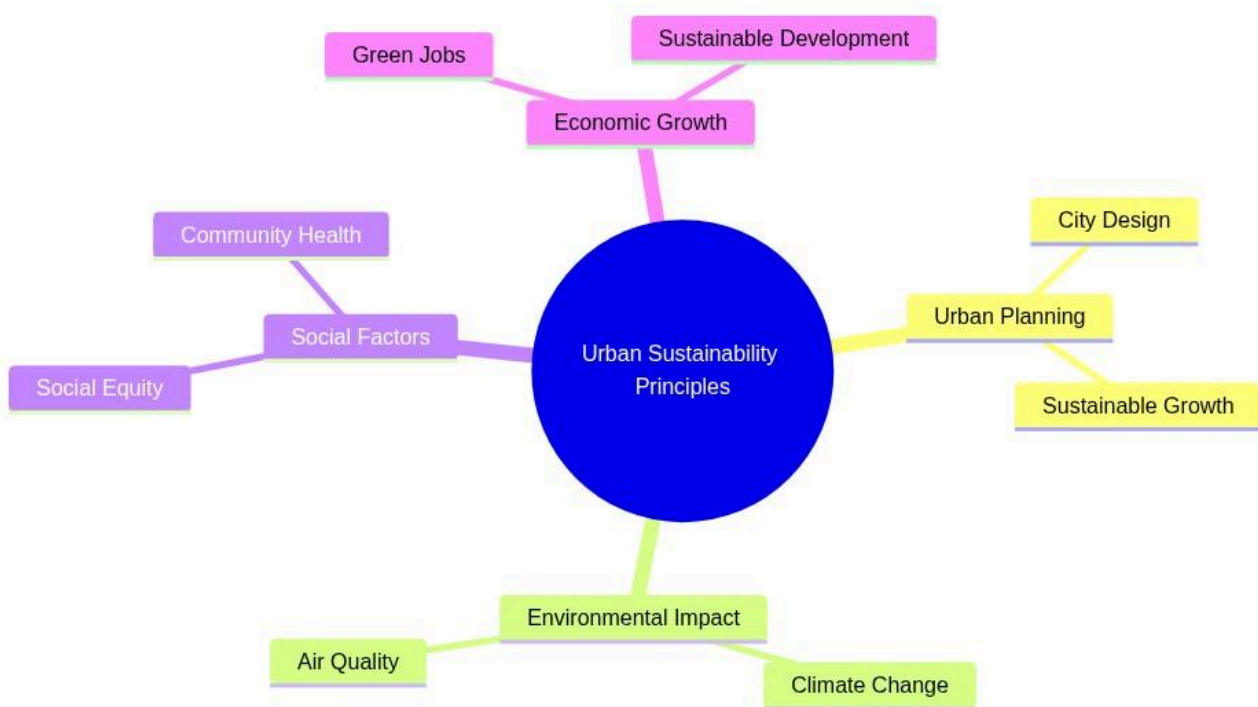 Sustainable Development
Green Jobs
Economic Growth
City Design
Community Health
Urban Planning
Social Factors
Urban Sustainability
Principles
Social Equity
Sustainable Growth
Environmental Impact
Air Quality
Climate Change